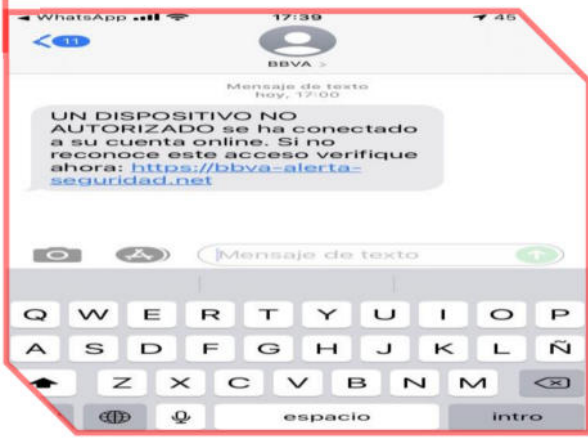 WhatsApp 17:39 45
11
BBVA >
Mensaje de texto
hoy, 17:00
UN DISPOSITIVO NO
AUTORIZADO se ha conectado
a su cuenta online. Si no
reconoce este acceso verifique
ahora: https://bbva-alerta-
seguridad.net
Mensaje de texto
Q W E R T Y U I O P
A S D F G H J K L Ñ
Z X C V B N M
espacio intro